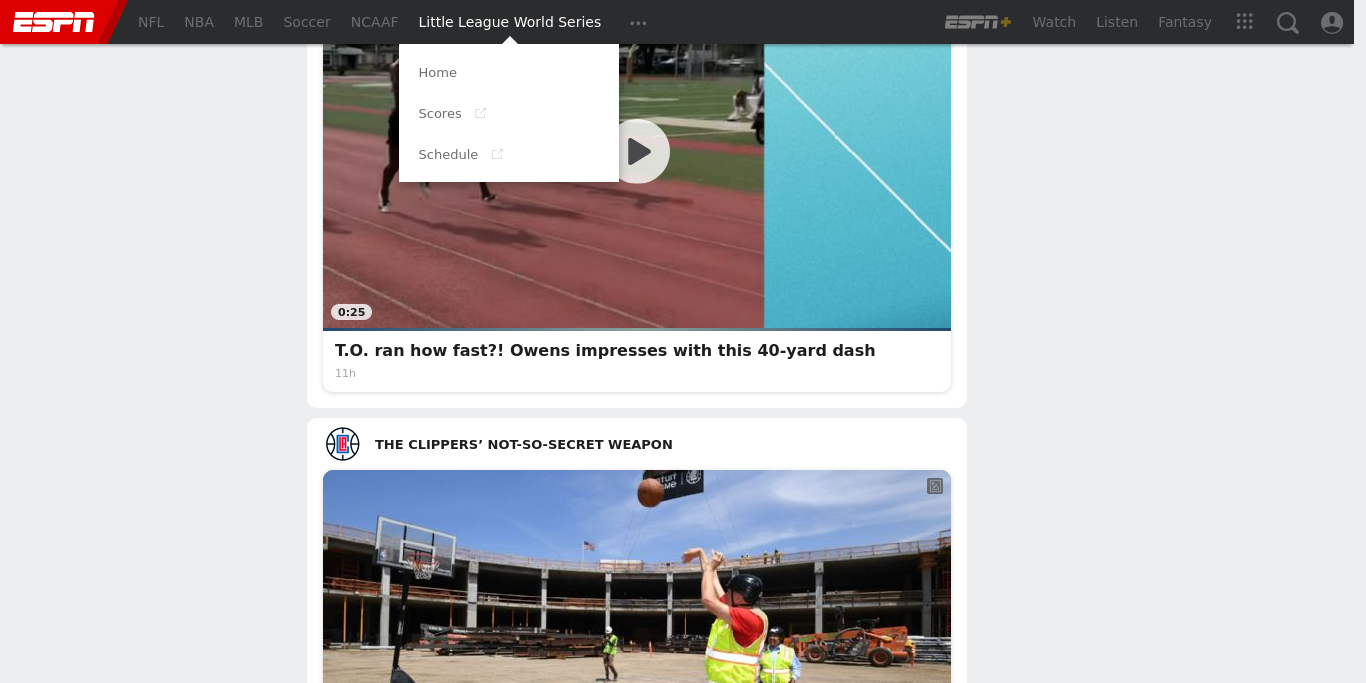 ESPN NFL NBA MLB Soccer NCAAF Little League World Series ESPN+ Watch Listen Fantasy
Home
Scores
Schedule
0:25
T.O. ran how fast?! Owens impresses with this 40-yard dash
11h
THE CLIPPERS’ NOT-SO-SECRET WEAPON